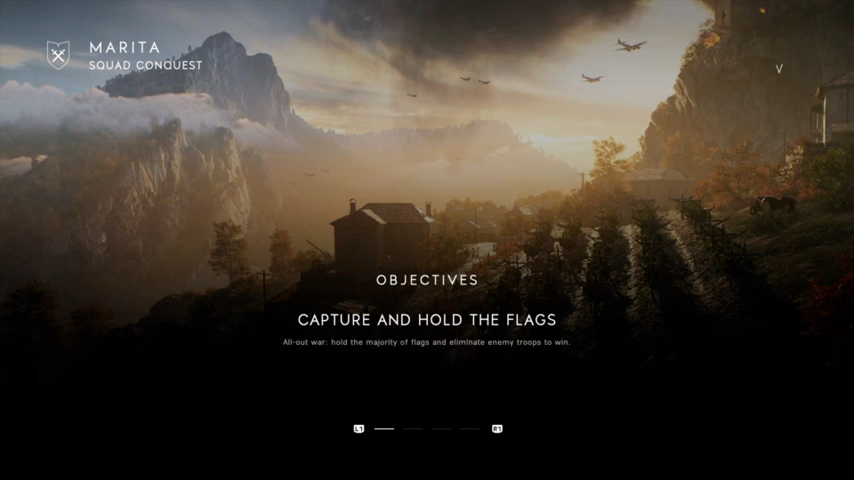 MARITA
SQUAD CONQUEST
V
OBJECTIVES
CAPTURE AND HOLD THE FLAGS
All-out war: hold the majority of flags and eliminate enemy troops to win.
L1
R1